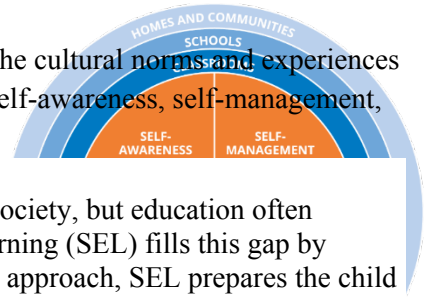 HOMES AND COMMUNITIES
SCHOOLS
he cultural norms and experiences
CLASSROOMS
elf-awareness, self-management,
SELF-
AWARENESS
SELF-
MANAGEMENT
ociety, but education often
rning (SEL) fills this gap by
approach, SEL prepares the child